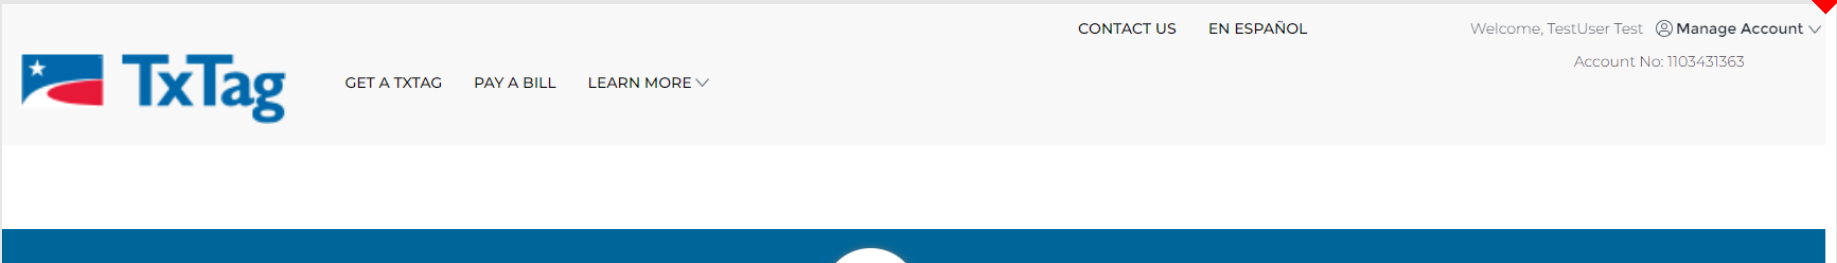 CONTACT US EN ESPAÑOL Welcome, TestUser Test Manage Account
Account No: 1103431363
TxTag GET A TXTAG PAY A BILL LEARN MORE